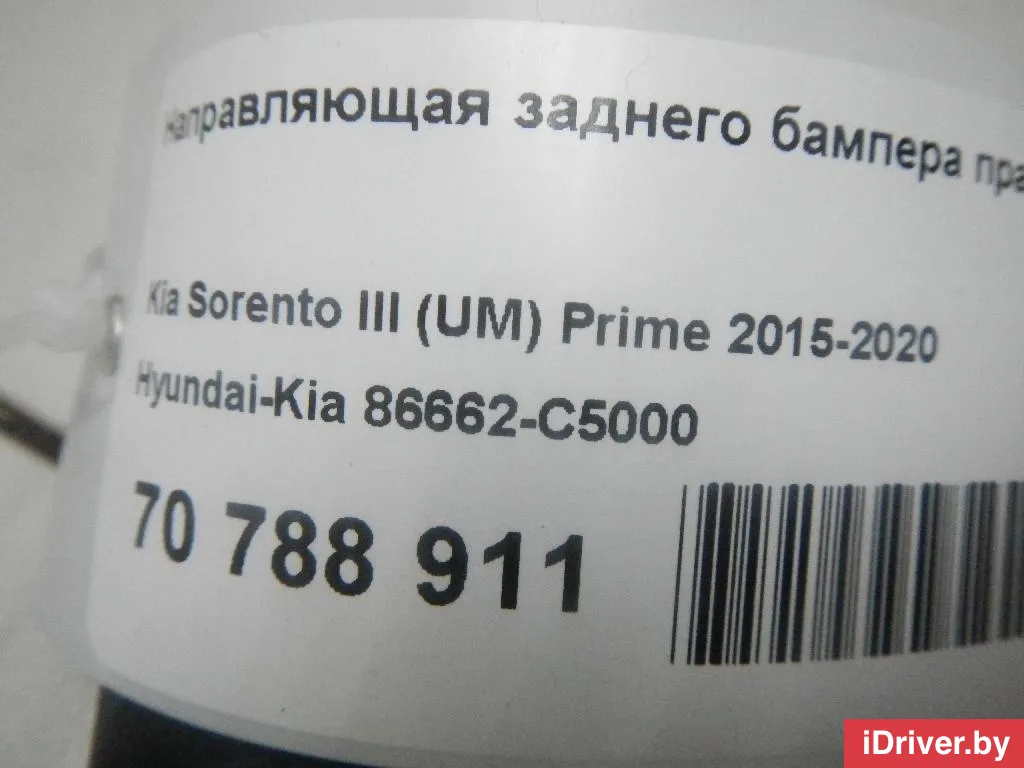 Направляющая заднего бампера пра
Kia Sorento III (UM) Prime 2015-2020
Hyundai-Kia 86662-C5000
70 788 911
iDriver.by